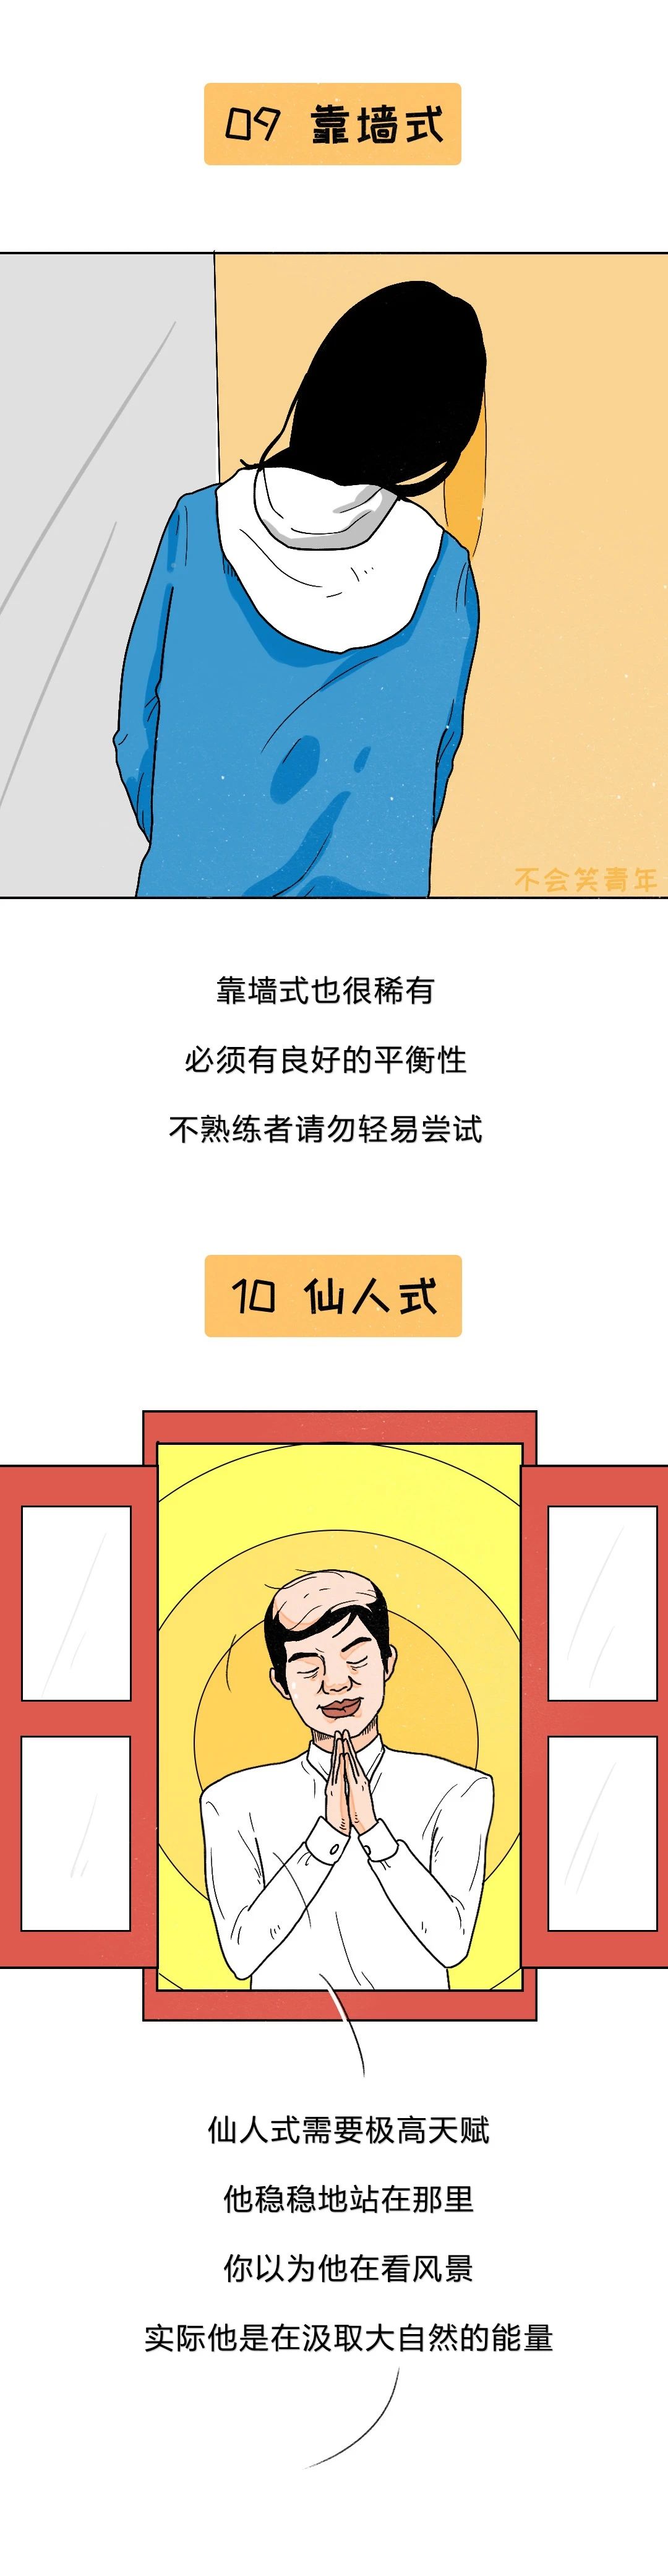 09 靠墙式
不会笑青年
靠墙式也很稀有
必须有良好的平衡性
不熟练者请勿轻易尝试
10 仙人式
仙人式需要极高天赋
他稳稳地站在那里
你以为他在看风景
实际他是在汲取大自然的能量